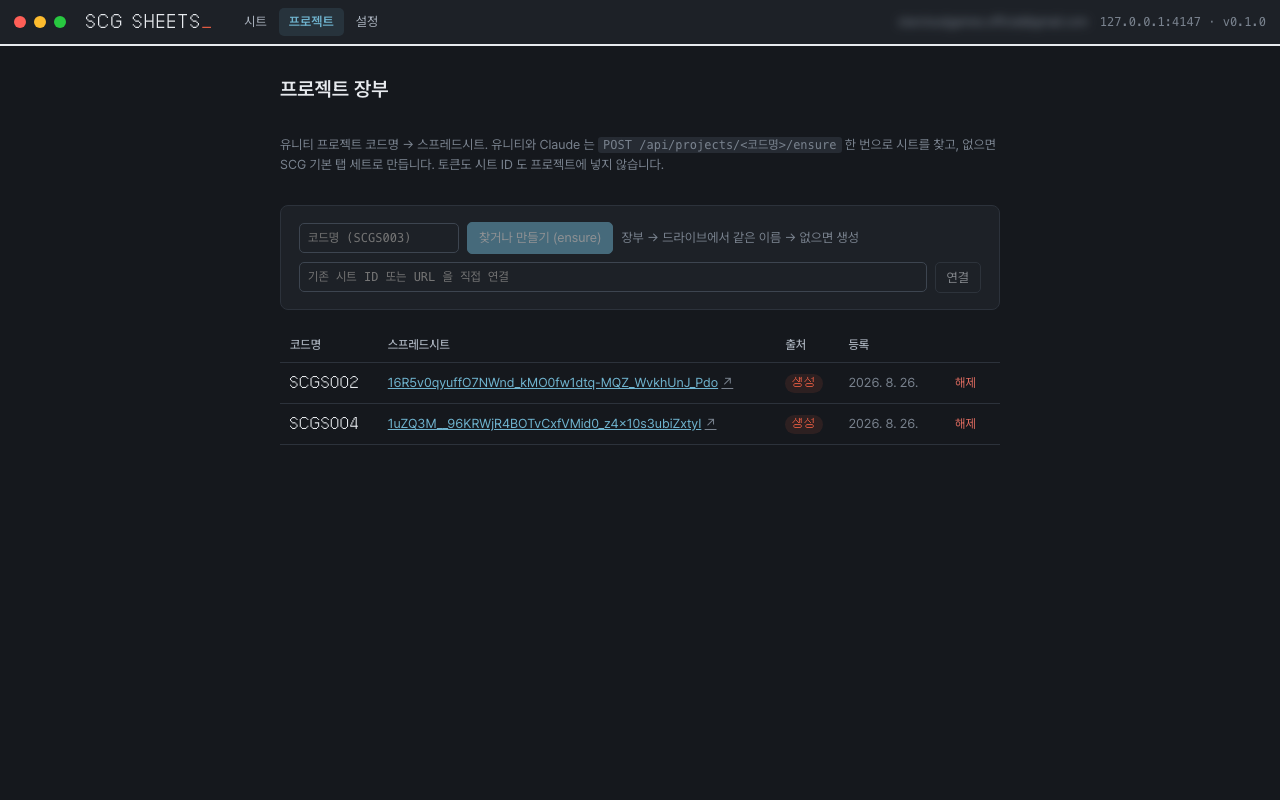 SCG SHEETS_ 시트 프로젝트 설정 127.0.0.1:4147 · v0.1.0
프로젝트 장부
유니티 프로젝트 코드명 → 스프레드시트. 유니티와 Claude 는 POST /api/projects/<코드명>/ensure 한 번으로 시트를 찾고, 없으면
SCG 기본 탭 세트로 만듭니다. 토큰도 시트 ID 도 프로젝트에 넣지 않습니다.
코드명 (SCGS003) 찾거나 만들기 (ensure) 장부 → 드라이브에서 같은 이름 → 없으면 생성
기존 시트 ID 또는 URL 을 직접 연결 연결
코드명 스프레드시트 출처 등록
SCGS002 16R5v0qyuffO7NWnd_kMO0fw1dtq-MQZ_WvkhUnJ_Pdo ↗ 생성 2026. 8. 26. 해제
SCGS004 1uZQ3M__96KRWjR4BOTvCxfVMid0_z4x10s3ubiZxtyI ↗ 생성 2026. 8. 26. 해제